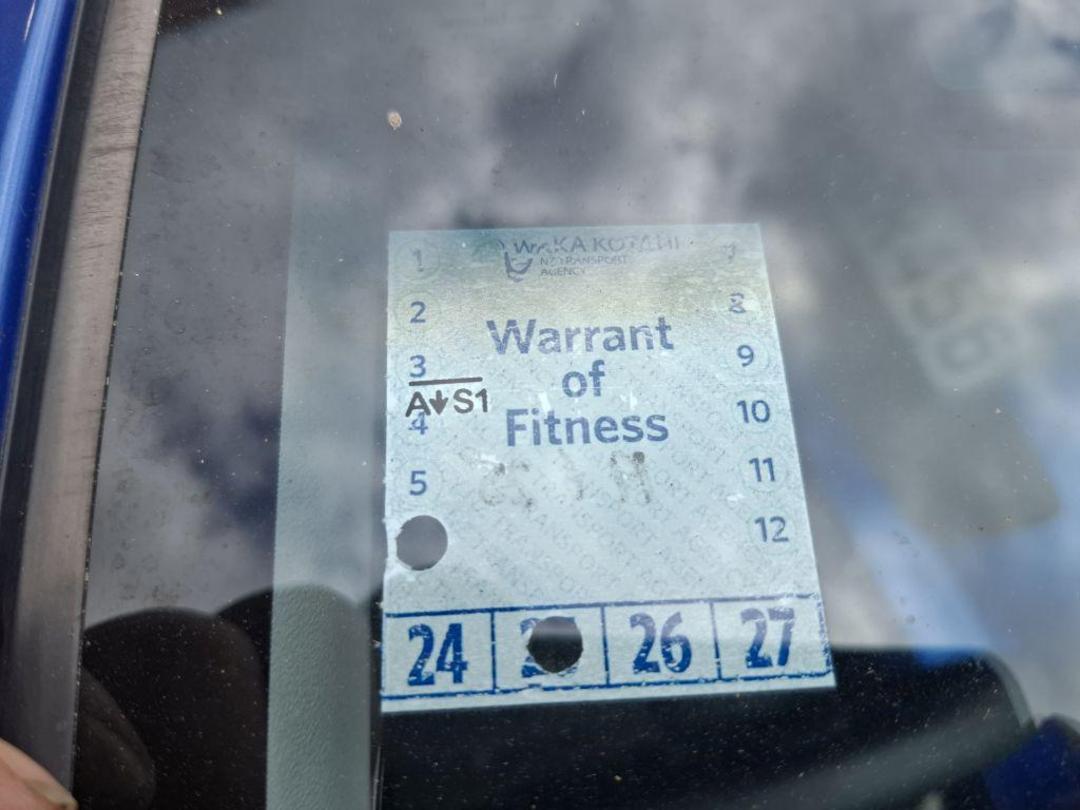 WAKA KOTAHI
NZ TRANSPORT
AGENCY
1
7
2
8
Warrant
of
Fitness
3
9
A↓S1
4
10
5
11
12
24
26
27